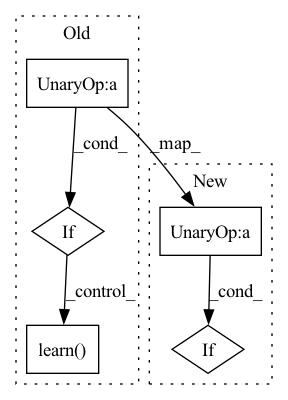 Old
UnaryOp:a
_cond_
_map_
New
If
UnaryOp:a
_control_
_cond_
learn()
If